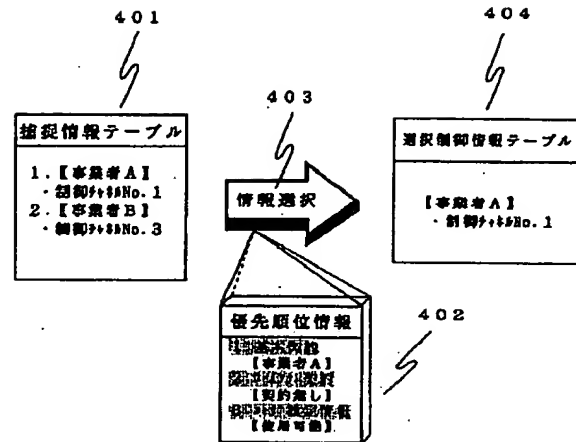 401
404
403
捕捉情報テーブル
1.【事業者A】
・制御チャネルNo.1
2.【事業者B】
・制御チャネルNo.3
情報選択
選択制御情報テーブル
【事業者A】
・制御チャネルNo.1
優先順位情報
【事業者A】
【契約無し】
【使用可能】
402